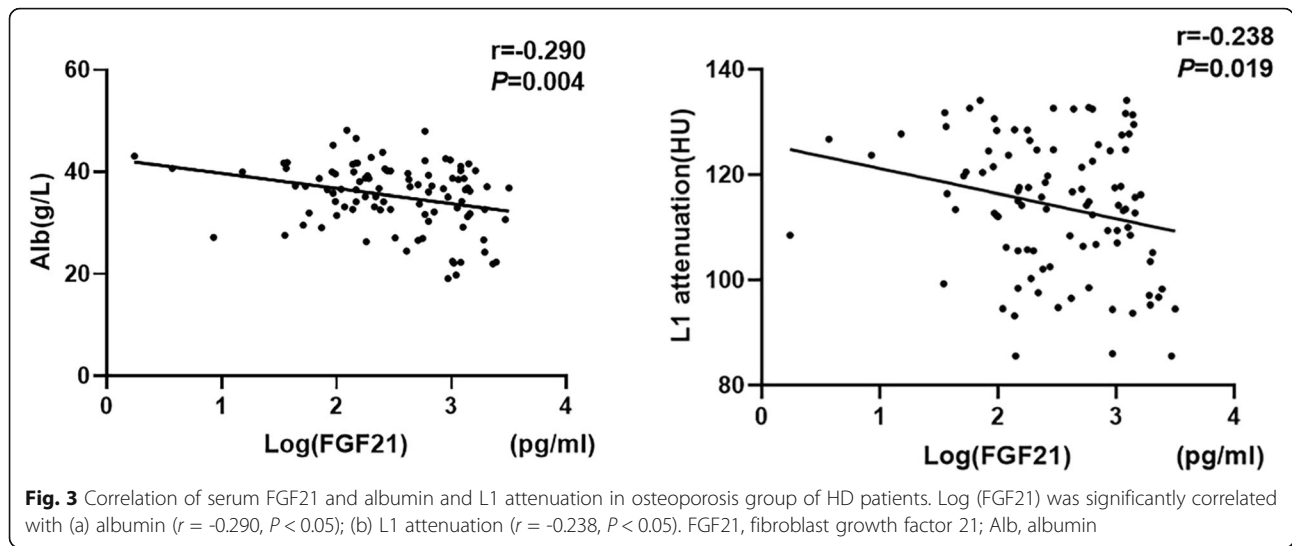 r=-0.290
P=0.004
60
40
20
0
Alb(g/L)
0 1 2 3 4
Log(FGF21) (pg/ml)
r=-0.238
P=0.019
140
120
100
80
L1 attenuation(HU)
0 1 2 3 4
Log(FGF21) (pg/ml)
Fig. 3 Correlation of serum FGF21 and albumin and L1 attenuation in osteoporosis group of HD patients. Log (FGF21) was significantly correlated
with (a) albumin (r = -0.290, P < 0.05); (b) L1 attenuation (r = -0.238, P < 0.05). FGF21, fibroblast growth factor 21; Alb, albumin